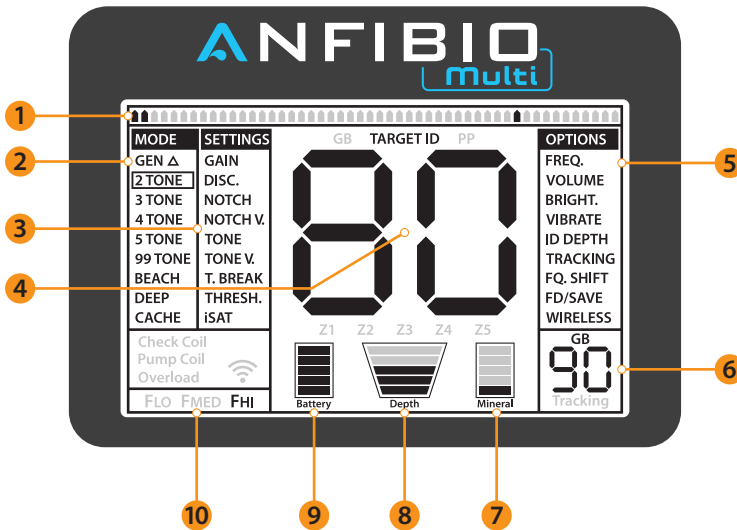 ANFIBIO
multi
1
MODE SETTINGS GB TARGET ID PP OPTIONS
2 GEN △ GAIN FREQ. 5
2 TONE DISC. VOLUME
3 TONE NOTCH BRIGHT.
4 TONE NOTCH V. VIBRATE
3 5 TONE TONE 80 ID DEPTH
99 TONE TONE V. TRACKING
4 BEACH T. BREAK FQ. SHIFT
DEEP THRESH. FD/SAVE
CACHE iSAT WIRELESS
Z1 Z2 Z3 Z4 Z5
Check Coil GB
Pump Coil 90 6
Overload Tracking
Battery Depth Mineral
FLO FMED FHI
10 9 8 7